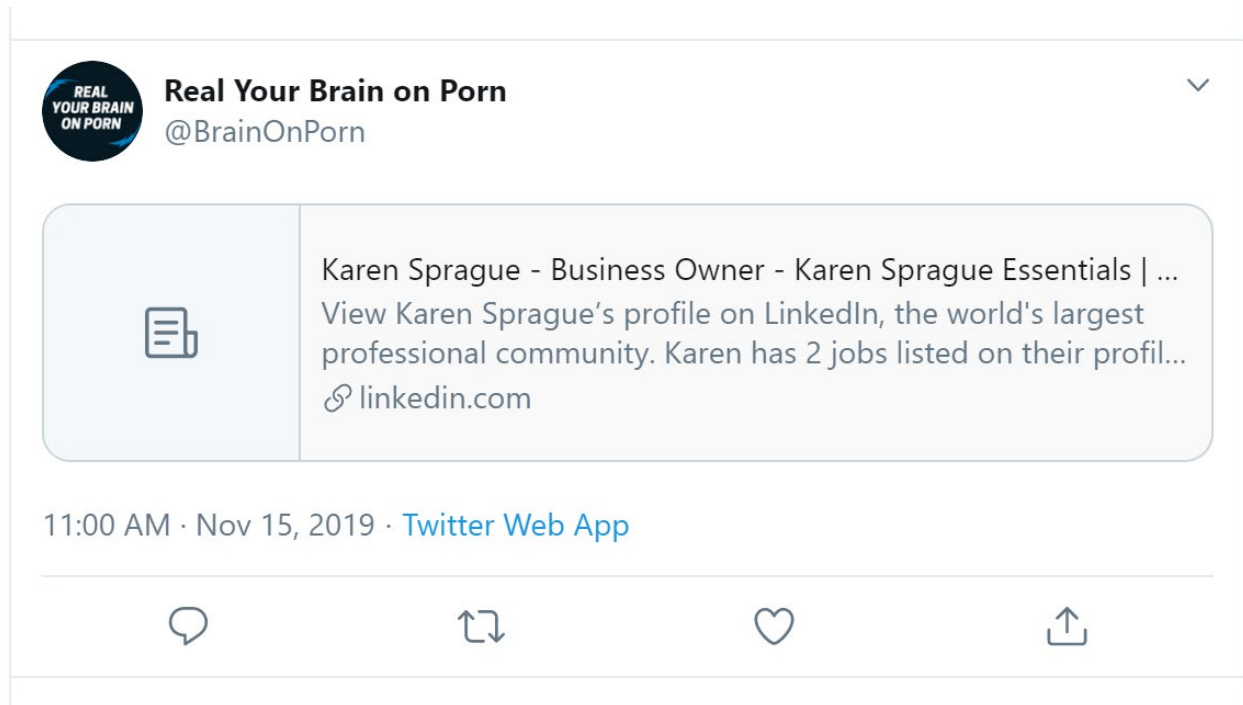 REAL
YOUR BRAIN
ON PORN
Real Your Brain on Porn
@BrainOnPorn
Karen Sprague - Business Owner - Karen Sprague Essentials | ...
View Karen Sprague’s profile on LinkedIn, the world's largest
professional community. Karen has 2 jobs listed on their profil...
linkedin.com
11:00 AM · Nov 15, 2019 · Twitter Web App